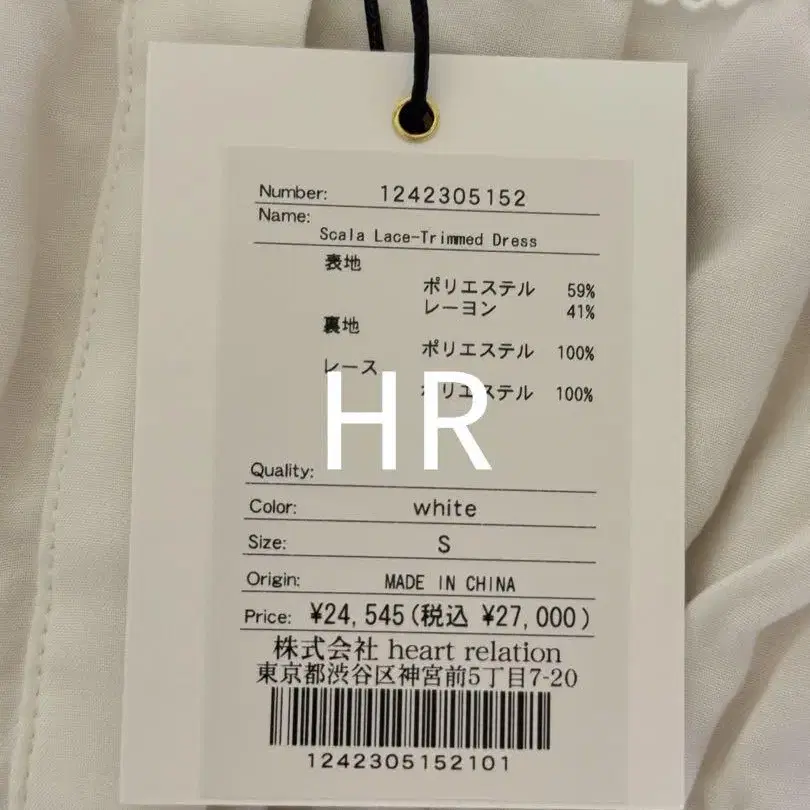 Number: 1242305152
Name:
Scala Lace-Trimmed Dress
表地
ポリエステル 59%
レーヨン 41%
裏地
ポリエステル 100%
レース
ポリエステル 100%
HR
Quality:
Color: white
Size: S
Origin: MADE IN CHINA
Price: ¥24,545(税込 ¥27,000)
株式会社 heart relation
東京都渋谷区神宮前5丁目7-20
1242305152101